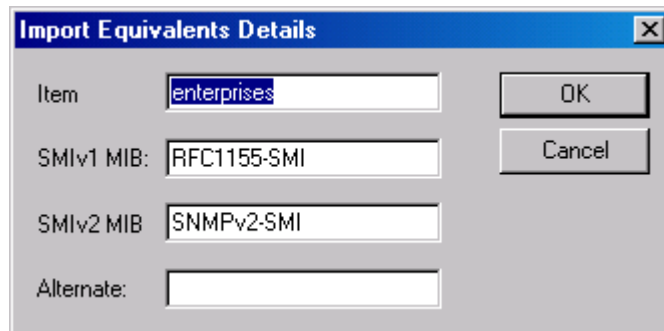 Import Equivalents Details
Item enterprises OK
SMIv1 MIB: RFC1155-SMI Cancel
SMIv2 MIB SNMPv2-SMI
Alternate: